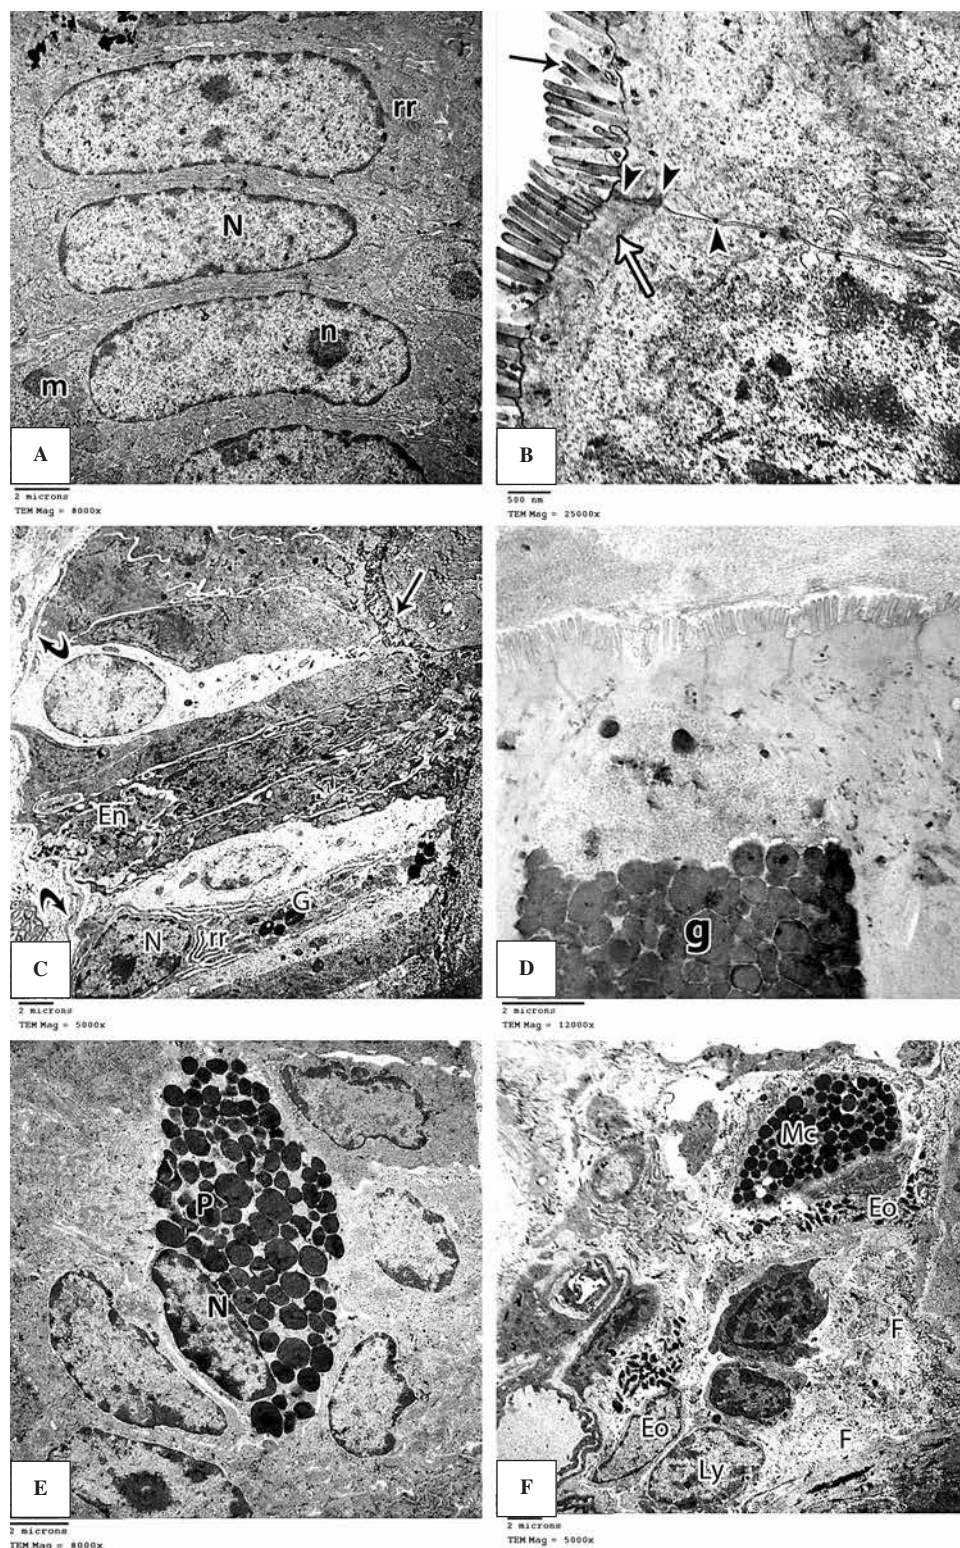 rr
N
n
m
A
2 microns
TEM Mag = 8000x
B
500 nm
TEM Mag = 25000x
En
G
N
rr
C
2 microns
TEM Mag = 5000x
g
D
2 microns
TEM Mag = 12000x
P
N
E
2 microns
TEM Mag = 8000x
Mc
Eo
F
Eo
F
Ly
F
2 microns
TEM Mag = 5000x